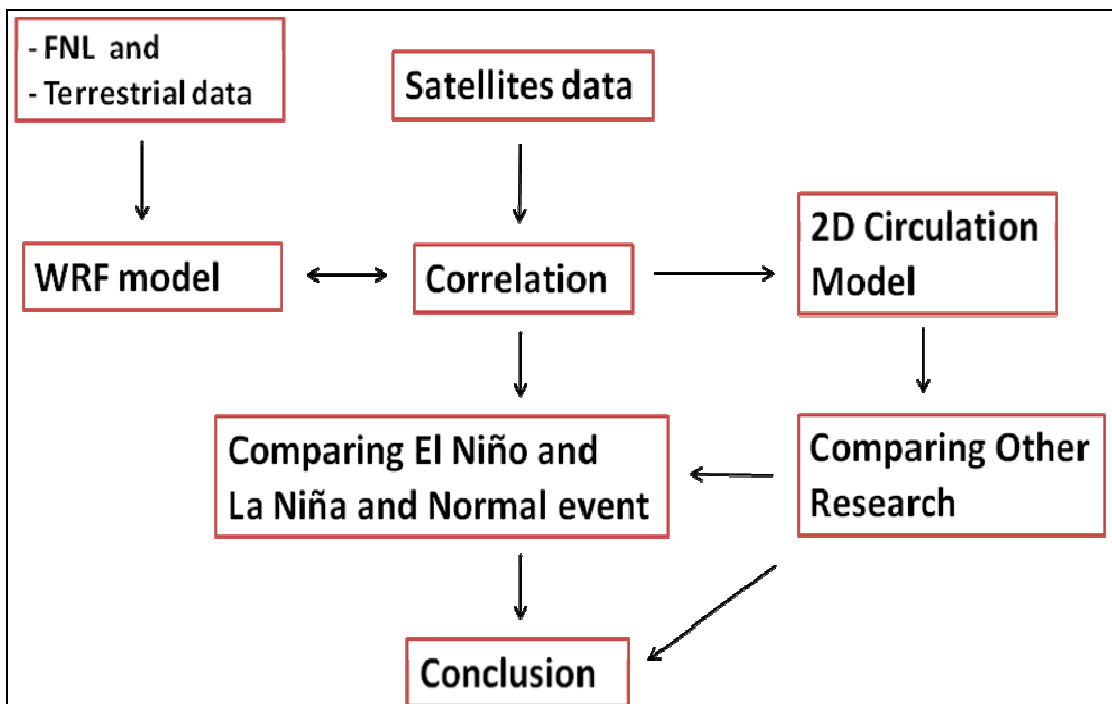 - FNL and
- Terrestrial data
Satellites data
WRF model
Correlation
2D Circulation
Model
Comparing El Niño and
La Niña and Normal event
Comparing Other
Research
Conclusion